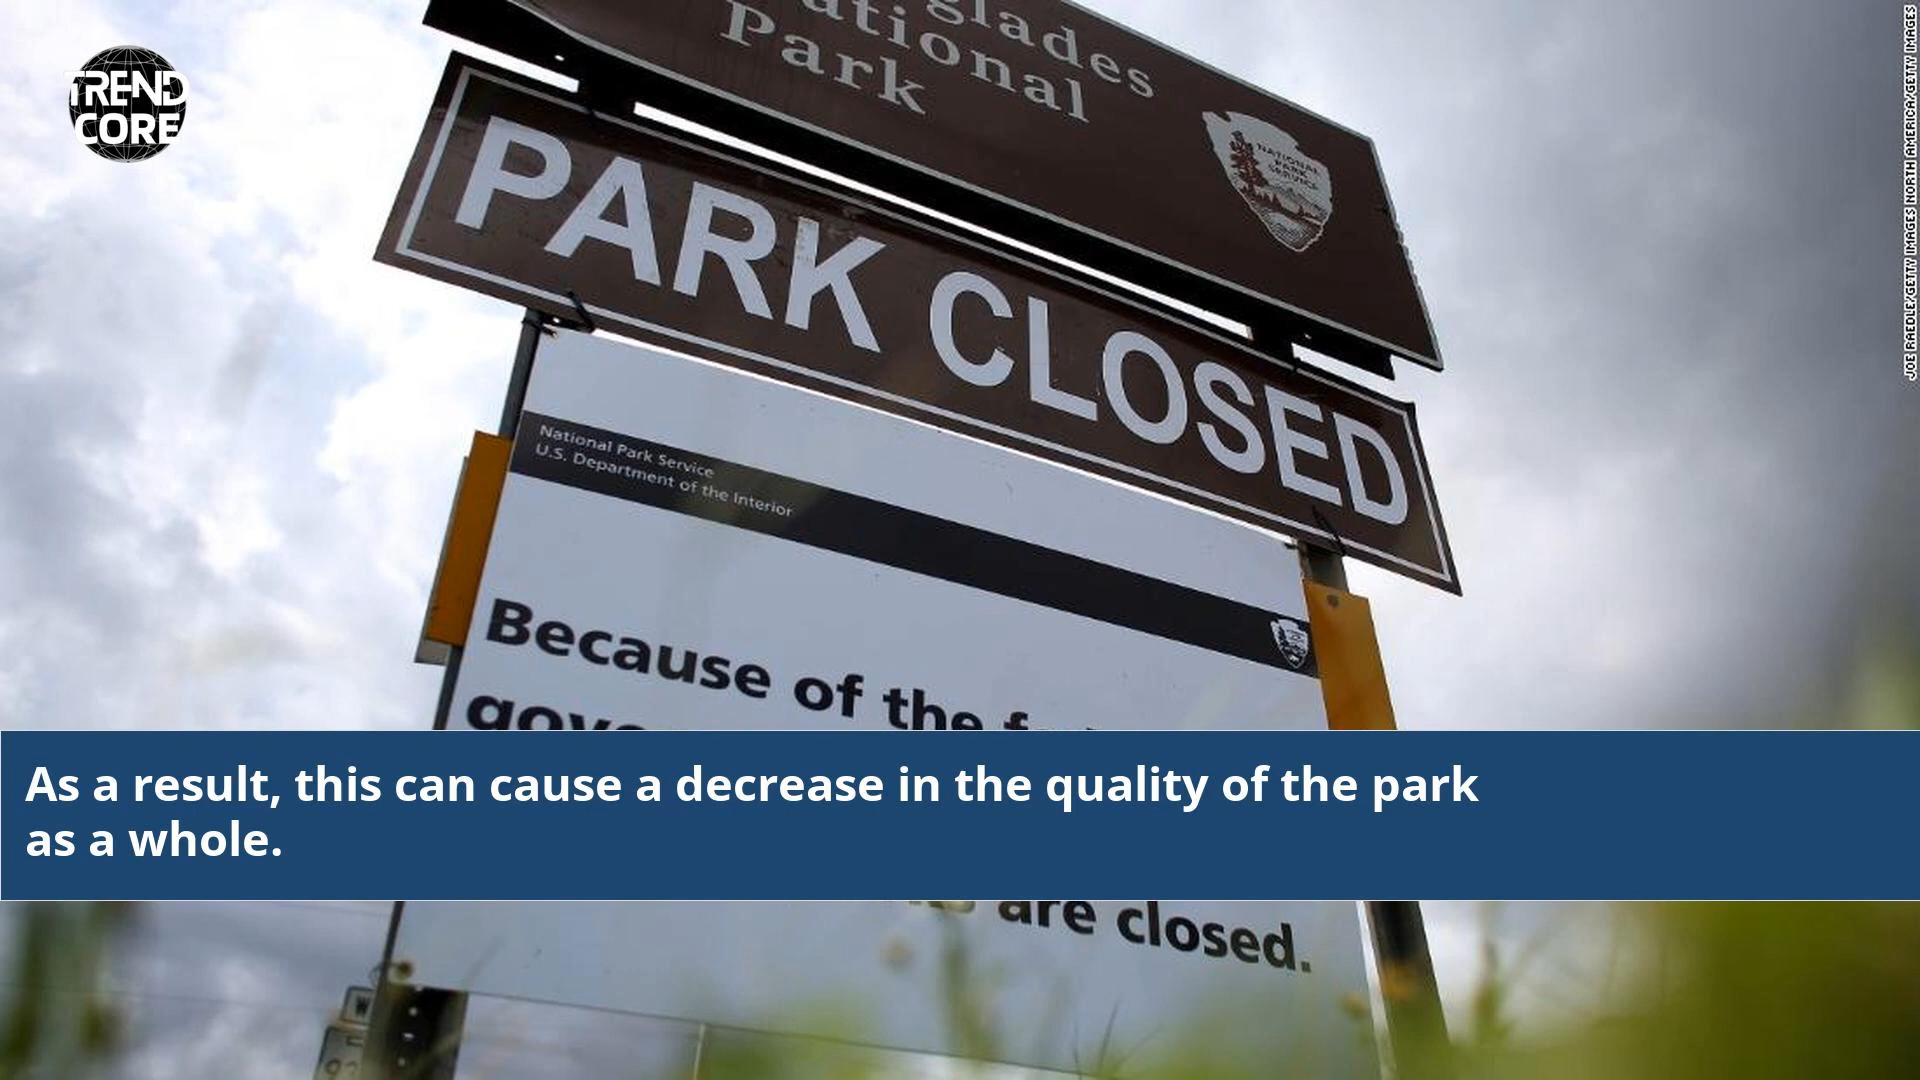 TREND
CORE
glades
ational
Park
NATIONAL
PARK
SERVICE
PARK CLOSED
National Park Service
U.S. Department of the Interior
Because of the
As a result, this can cause a decrease in the quality of the park
as a whole.
are closed.
JOE RAEDLE/GETTY IMAGES NORTH AMERICA/GETTY IMAGES